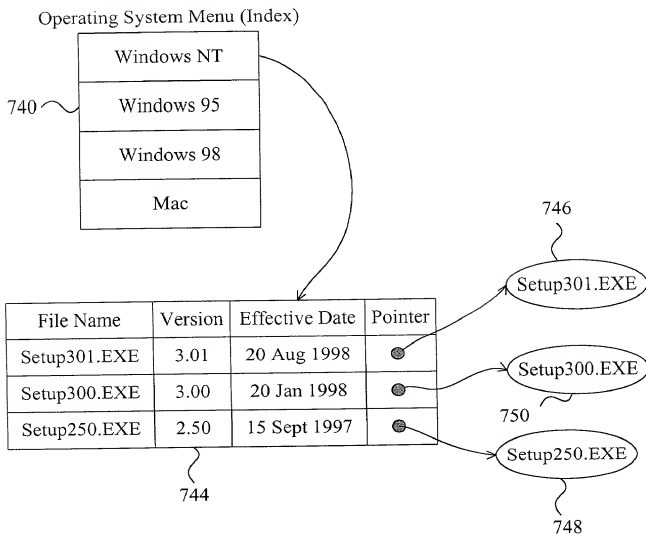 Operating System Menu (Index)
Windows NT
740
Windows 95
Windows 98
Mac
746
Setup301.EXE
File Name Version Effective Date Pointer
Setup301.EXE 3.01 20 Aug 1998
Setup300.EXE 3.00 20 Jan 1998
Setup300.EXE
750
Setup250.EXE 2.50 15 Sept 1997
Setup250.EXE
744
748